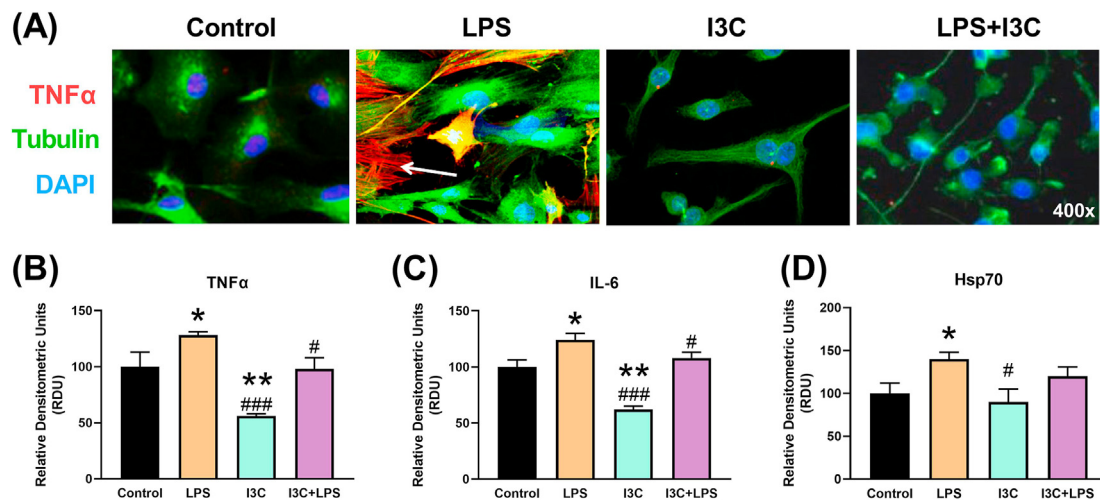 (A)
Control
LPS
I3C
LPS+I3C
TNFα
Tubulin
DAPI
400x
(B)
TNFα
Relative Densitometric Units
(RDU)
150
100
50
0
*
**
###
#
Control
LPS
I3C
I3C+LPS
(C)
IL-6
Relative Densitometric Units
(RDU)
150
100
50
0
*
**
###
#
Control
LPS
I3C
I3C+LPS
(D)
Hsp70
Relative Densitometric Units
(RDU)
200
150
100
50
0
*
#
Control
LPS
I3C
I3C+LPS